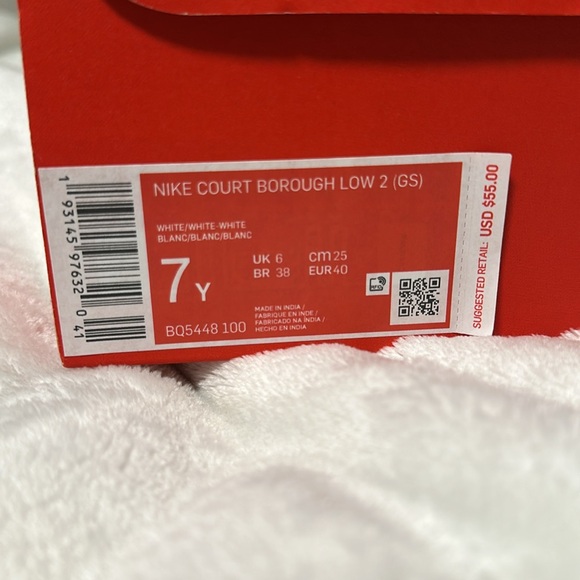 NIKE COURT BOROUGH LOW 2 (GS)
WHITE/WHITE-WHITE
BLANC/BLANC/BLANC
7 Y
UK 6 cm 25
BR 38 EUR 40
MADE IN INDIA /
FABRIQUE EN INDE /
FABRICADO NA ÍNDIA /
HECHO EN INDIA
BQ5448 100
1 93145 97632 0 41
SUGGESTED RETAIL: USD $55.00